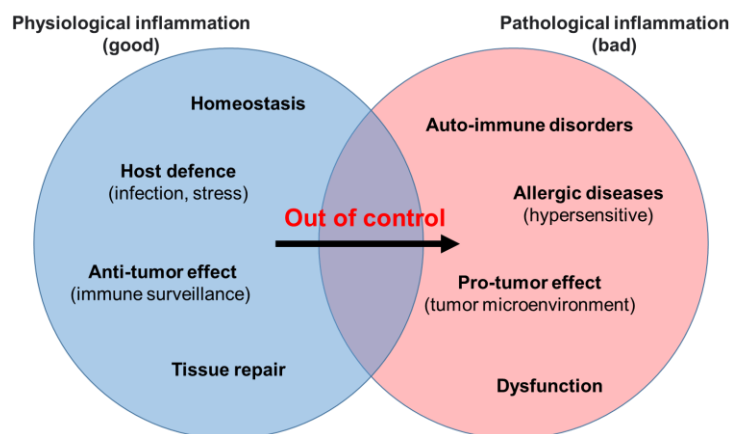 Physiological inflammation
(good)
Pathological inflammation
(bad)
Homeostasis
Host defence
(infection, stress)
Anti-tumor effect
(immune surveillance)
Tissue repair
Out of control
Auto-immune disorders
Allergic diseases
(hypersensitive)
Pro-tumor effect
(tumor microenvironment)
Dysfunction